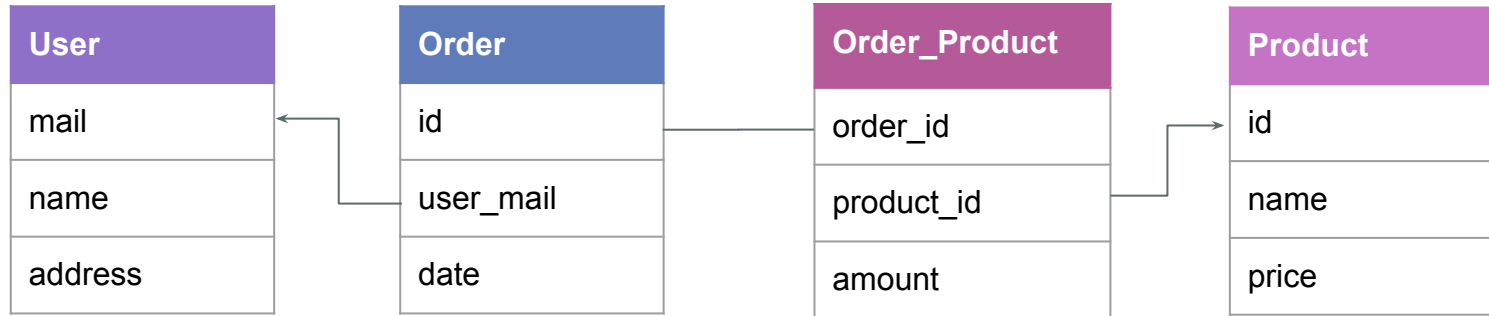 User
mail
name
address
Order
id
user_mail
date
Order_Product
order_id
product_id
amount
Product
id
name
price